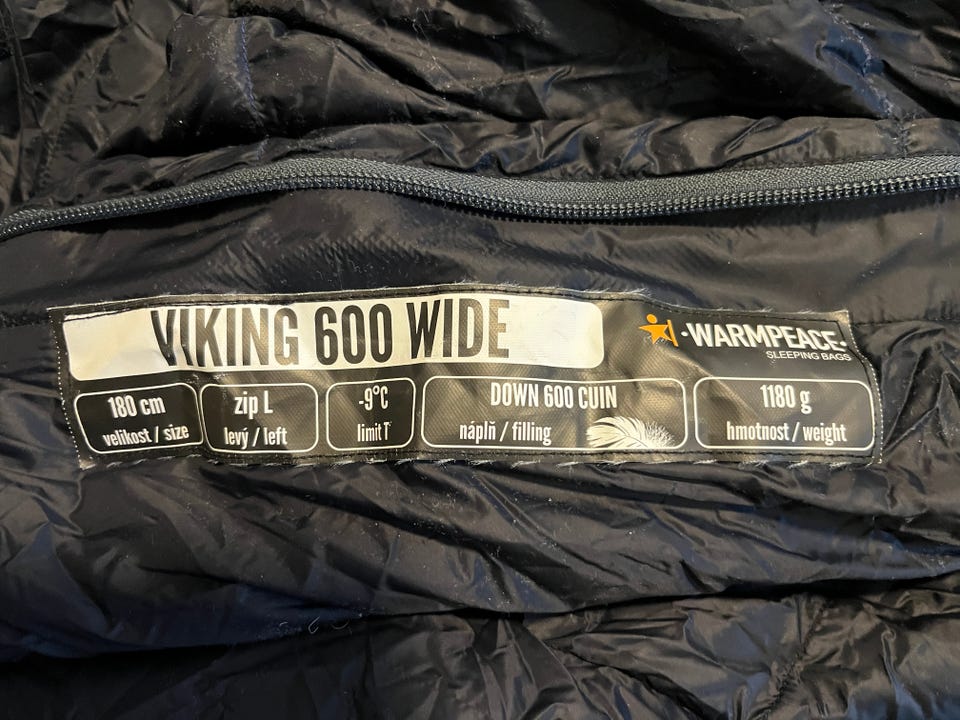 VIKING 600 WIDE
·WARMPEACE·
SLEEPING BAGS
180 cm
velikost / size
zip L
levý / left
-9°C
limit T
DOWN 600 CUIN
náplň / filling
1180 g
hmotnost / weight